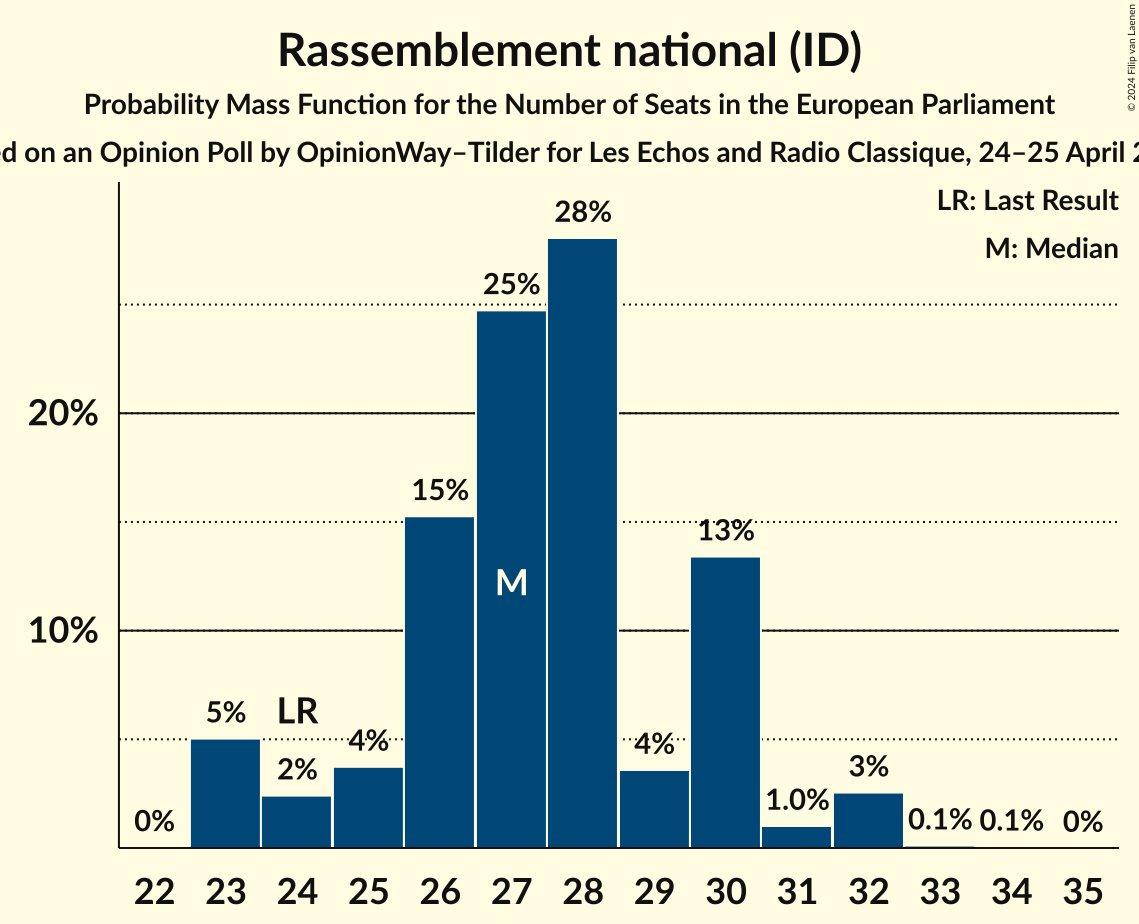 Rassemblement national (ID)
Probability Mass Function for the Number of Seats in the European Parliament
on an Opinion Poll by OpinionWay–Tilder for Les Echos and Radio Classique, 24–25 April
© 2024 Filip van Laenen
LR: Last Result
M: Median
28%
25%
20%
15%
13%
M
10%
5%
LR
4%
4%
2%
3%
1.0%
0%
0.1%
0.1%
0%
22 23 24 25 26 27 28 29 30 31 32 33 34 35